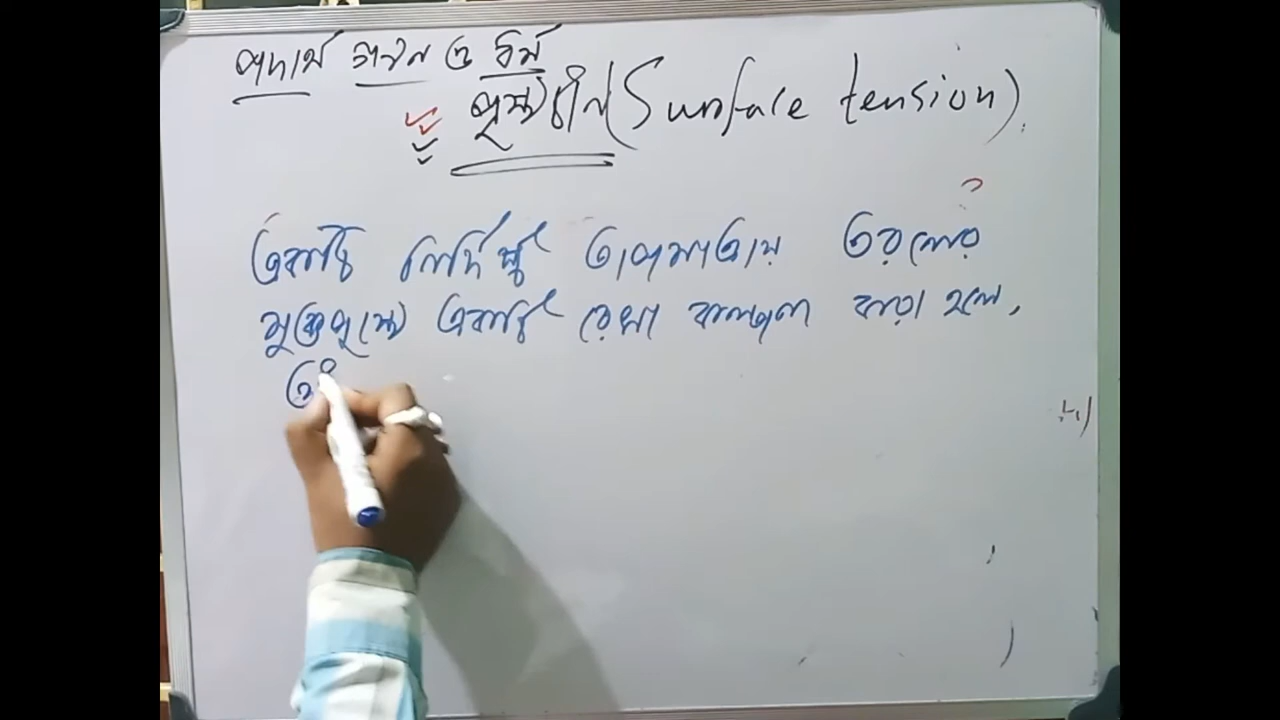 পদার্থ গঠন ও ধর্ম
পৃষ্ঠটান (Surface tension)
একটি নির্দিষ্ট তাপমাত্রায় তরলের
মুক্তপৃষ্ঠে একটি রেখা কল্পনা করা হলে,